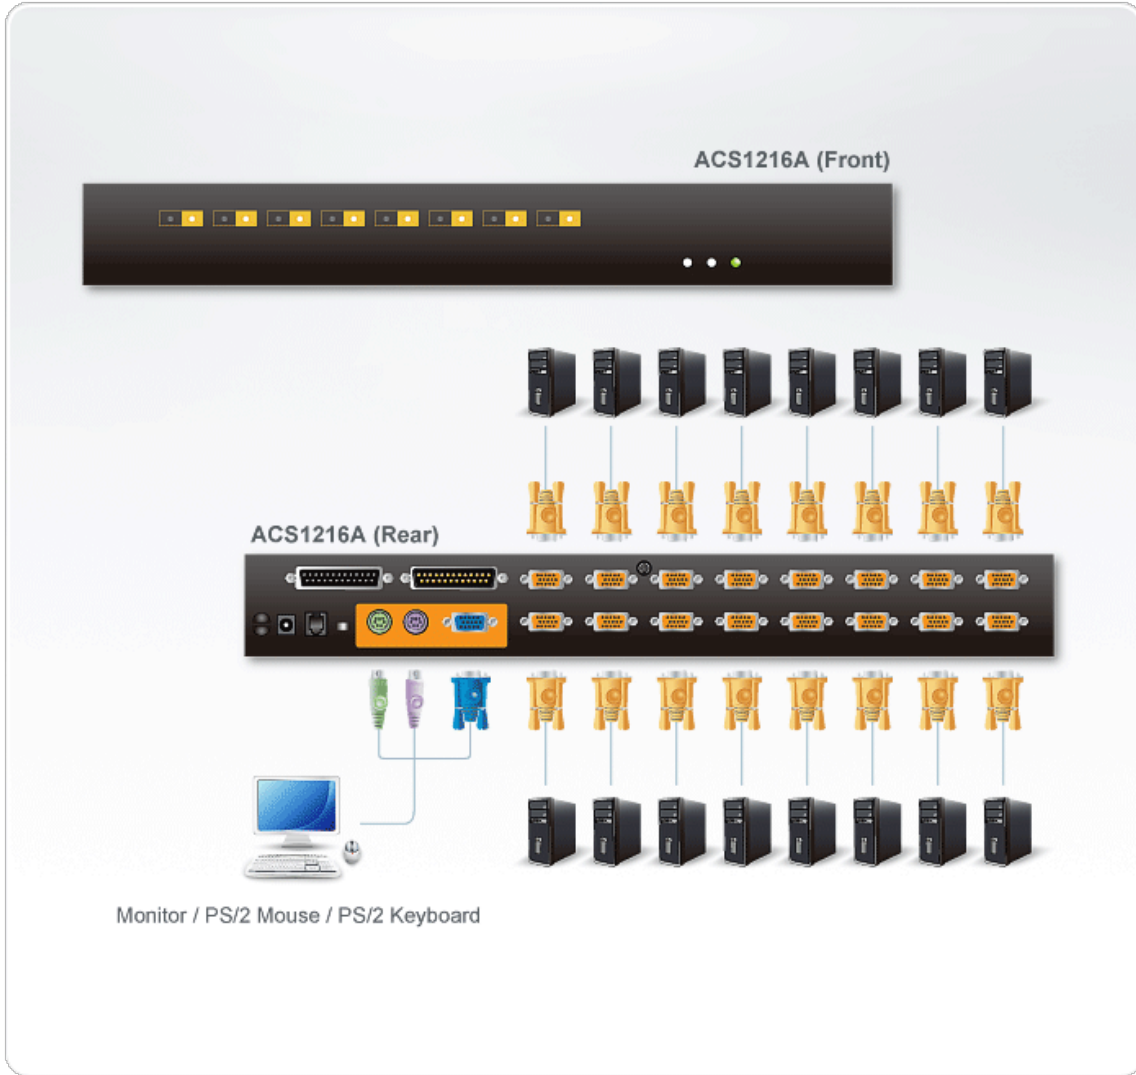 ACS1216A (Front)
ACS1216A (Rear)
Monitor / PS/2 Mouse / PS/2 Keyboard